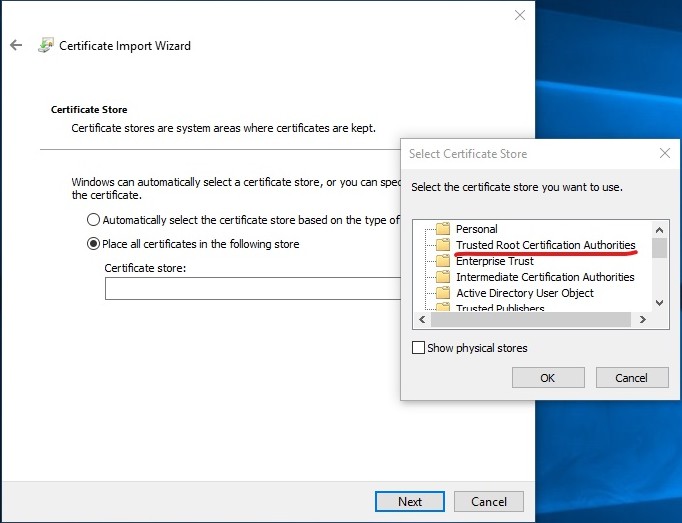 Certificate Import Wizard
Certificate Store
Certificate stores are system areas where certificates are kept.
Windows can automatically select a certificate store, or you can spec
the certificate.
Automatically select the certificate store based on the type of
Place all certificates in the following store
Certificate store:
Next
Cancel
Select Certificate Store
Select the certificate store you want to use.
Personal
Trusted Root Certification Authorities
Enterprise Trust
Intermediate Certification Authorities
Active Directory User Object
Trusted Publishers
Show physical stores
OK
Cancel